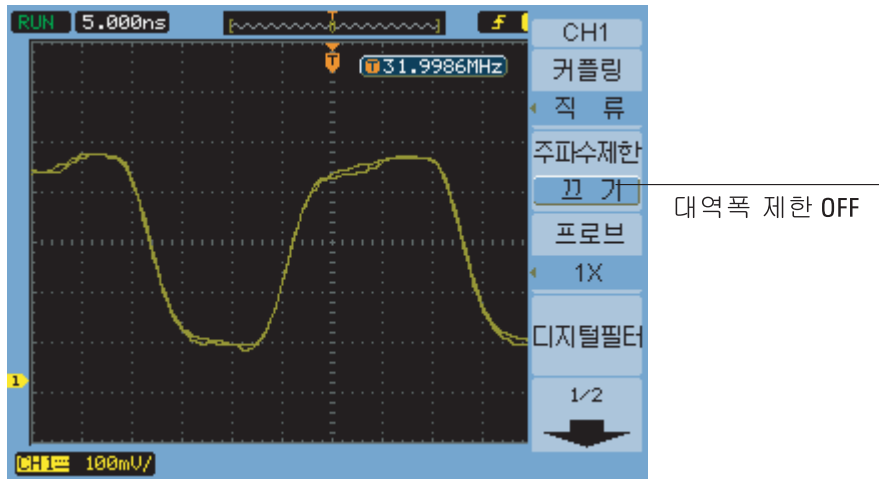 RUN 5.000ns
T
T
T 31.9986MHz
CH1
커플링
직 류
주파수제한
끄 기
대역폭 제한 OFF
프로브
1X
디지털필터
1
1/2
CH1 100mV/